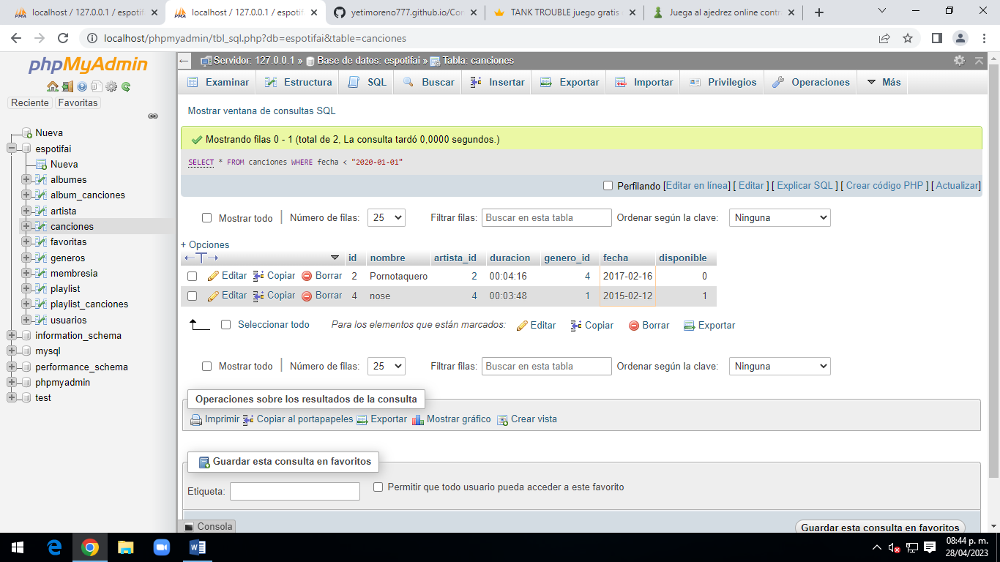 localhost / 127.0.0.1 / espotif
localhost / 127.0.0.1 / espotif
yetimoreno777.github.io/Cor
TANK TROUBLE juego gratis
Juega al ajedrez online contr
localhost/phpmyadmin/tbl_sql.php?db=espotifai&table=canciones
phpMyAdmin
Reciente Favoritas
Nueva
espotifai
Nueva
albumes
album_canciones
artista
canciones
favoritas
generos
membresia
playlist
playlist_canciones
usuarios
information_schema
mysql
performance_schema
phpmyadmin
test
Servidor: 127.0.0.1 » Base de datos: espotifai » Tabla: canciones
Examinar Estructura SQL Buscar Insertar Exportar Importar Privilegios Operaciones Más
Mostrar ventana de consultas SQL
Mostrando filas 0 - 1 (total de 2, La consulta tardó 0,0000 segundos.)
SELECT * FROM canciones WHERE fecha < "2020-01-01"
Perfilando [Editar en línea] [ Editar ] [ Explicar SQL ] [ Crear código PHP ] [ Actualizar]
Mostrar todo | Número de filas: 25 Filtrar filas: Buscar en esta tabla Ordenar según la clave: Ninguna
+ Opciones
←T→ id nombre artista_id duracion genero_id fecha disponible
Editar Copiar Borrar 2 Pornotaquero 2 00:04:16 4 2017-02-16 0
Editar Copiar Borrar 4 nose 4 00:03:48 1 2015-02-12 1
Seleccionar todo Para los elementos que están marcados: Editar Copiar Borrar Exportar
Mostrar todo | Número de filas: 25 Filtrar filas: Buscar en esta tabla Ordenar según la clave: Ninguna
Operaciones sobre los resultados de la consulta
Imprimir Copiar al portapapeles Exportar Mostrar gráfico Crear vista
Guardar esta consulta en favoritos
Etiqueta: Permitir que todo usuario pueda acceder a este favorito
Consola
Guardar esta consulta en favoritos
08:44 p. m.
28/04/2023